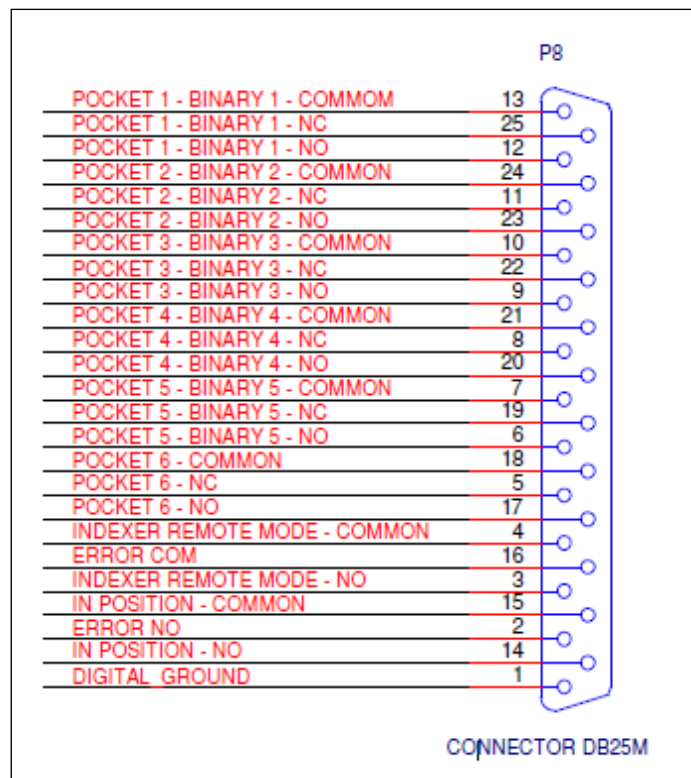 P8
POCKET 1 - BINARY 1 - COMMOM 13
POCKET 1 - BINARY 1 - NC 25
POCKET 1 - BINARY 1 - NO 12
POCKET 2 - BINARY 2 - COMMON 24
POCKET 2 - BINARY 2 - NC 11
POCKET 2 - BINARY 2 - NO 23
POCKET 3 - BINARY 3 - COMMON 10
POCKET 3 - BINARY 3 - NC 22
POCKET 3 - BINARY 3 - NO 9
POCKET 4 - BINARY 4 - COMMON 21
POCKET 4 - BINARY 4 - NC 8
POCKET 4 - BINARY 4 - NO 20
POCKET 5 - BINARY 5 - COMMON 7
POCKET 5 - BINARY 5 - NC 19
POCKET 5 - BINARY 5 - NO 6
POCKET 6 - COMMON 18
POCKET 6 - NC 5
POCKET 6 - NO 17
INDEXER REMOTE MODE - COMMON 4
ERROR COM 16
INDEXER REMOTE MODE - NO 3
IN POSITION - COMMON 15
ERROR NO 2
IN POSITION - NO 14
DIGITAL_GROUND 1
CONNECTOR DB25M